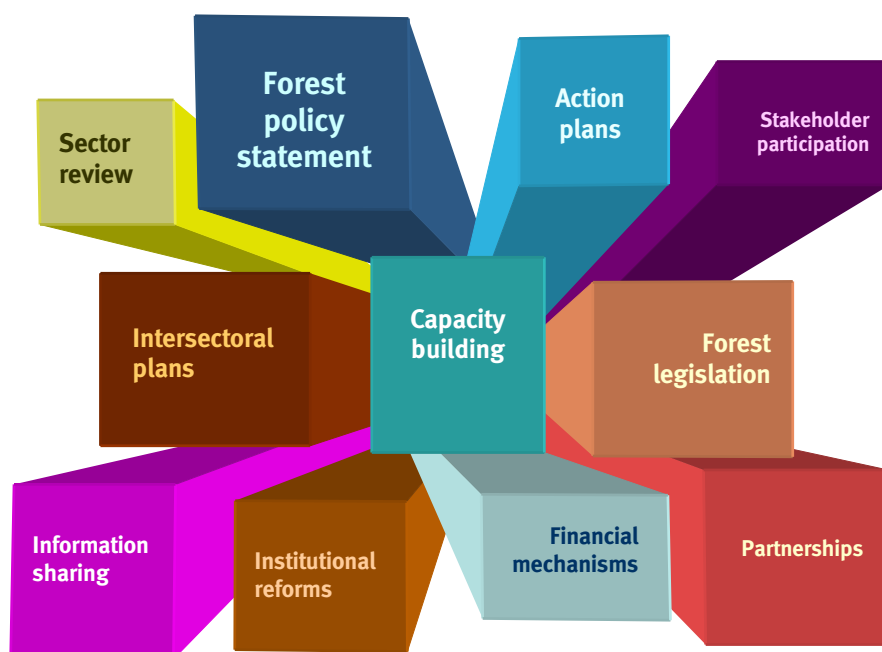 Forest
policy
statement
Action
plans
Stakeholder
participation
Sector
review
Intersectoral
plans
Capacity
building
Forest
legislation
Information
sharing
Institutional
reforms
Financial
mechanisms
Partnerships